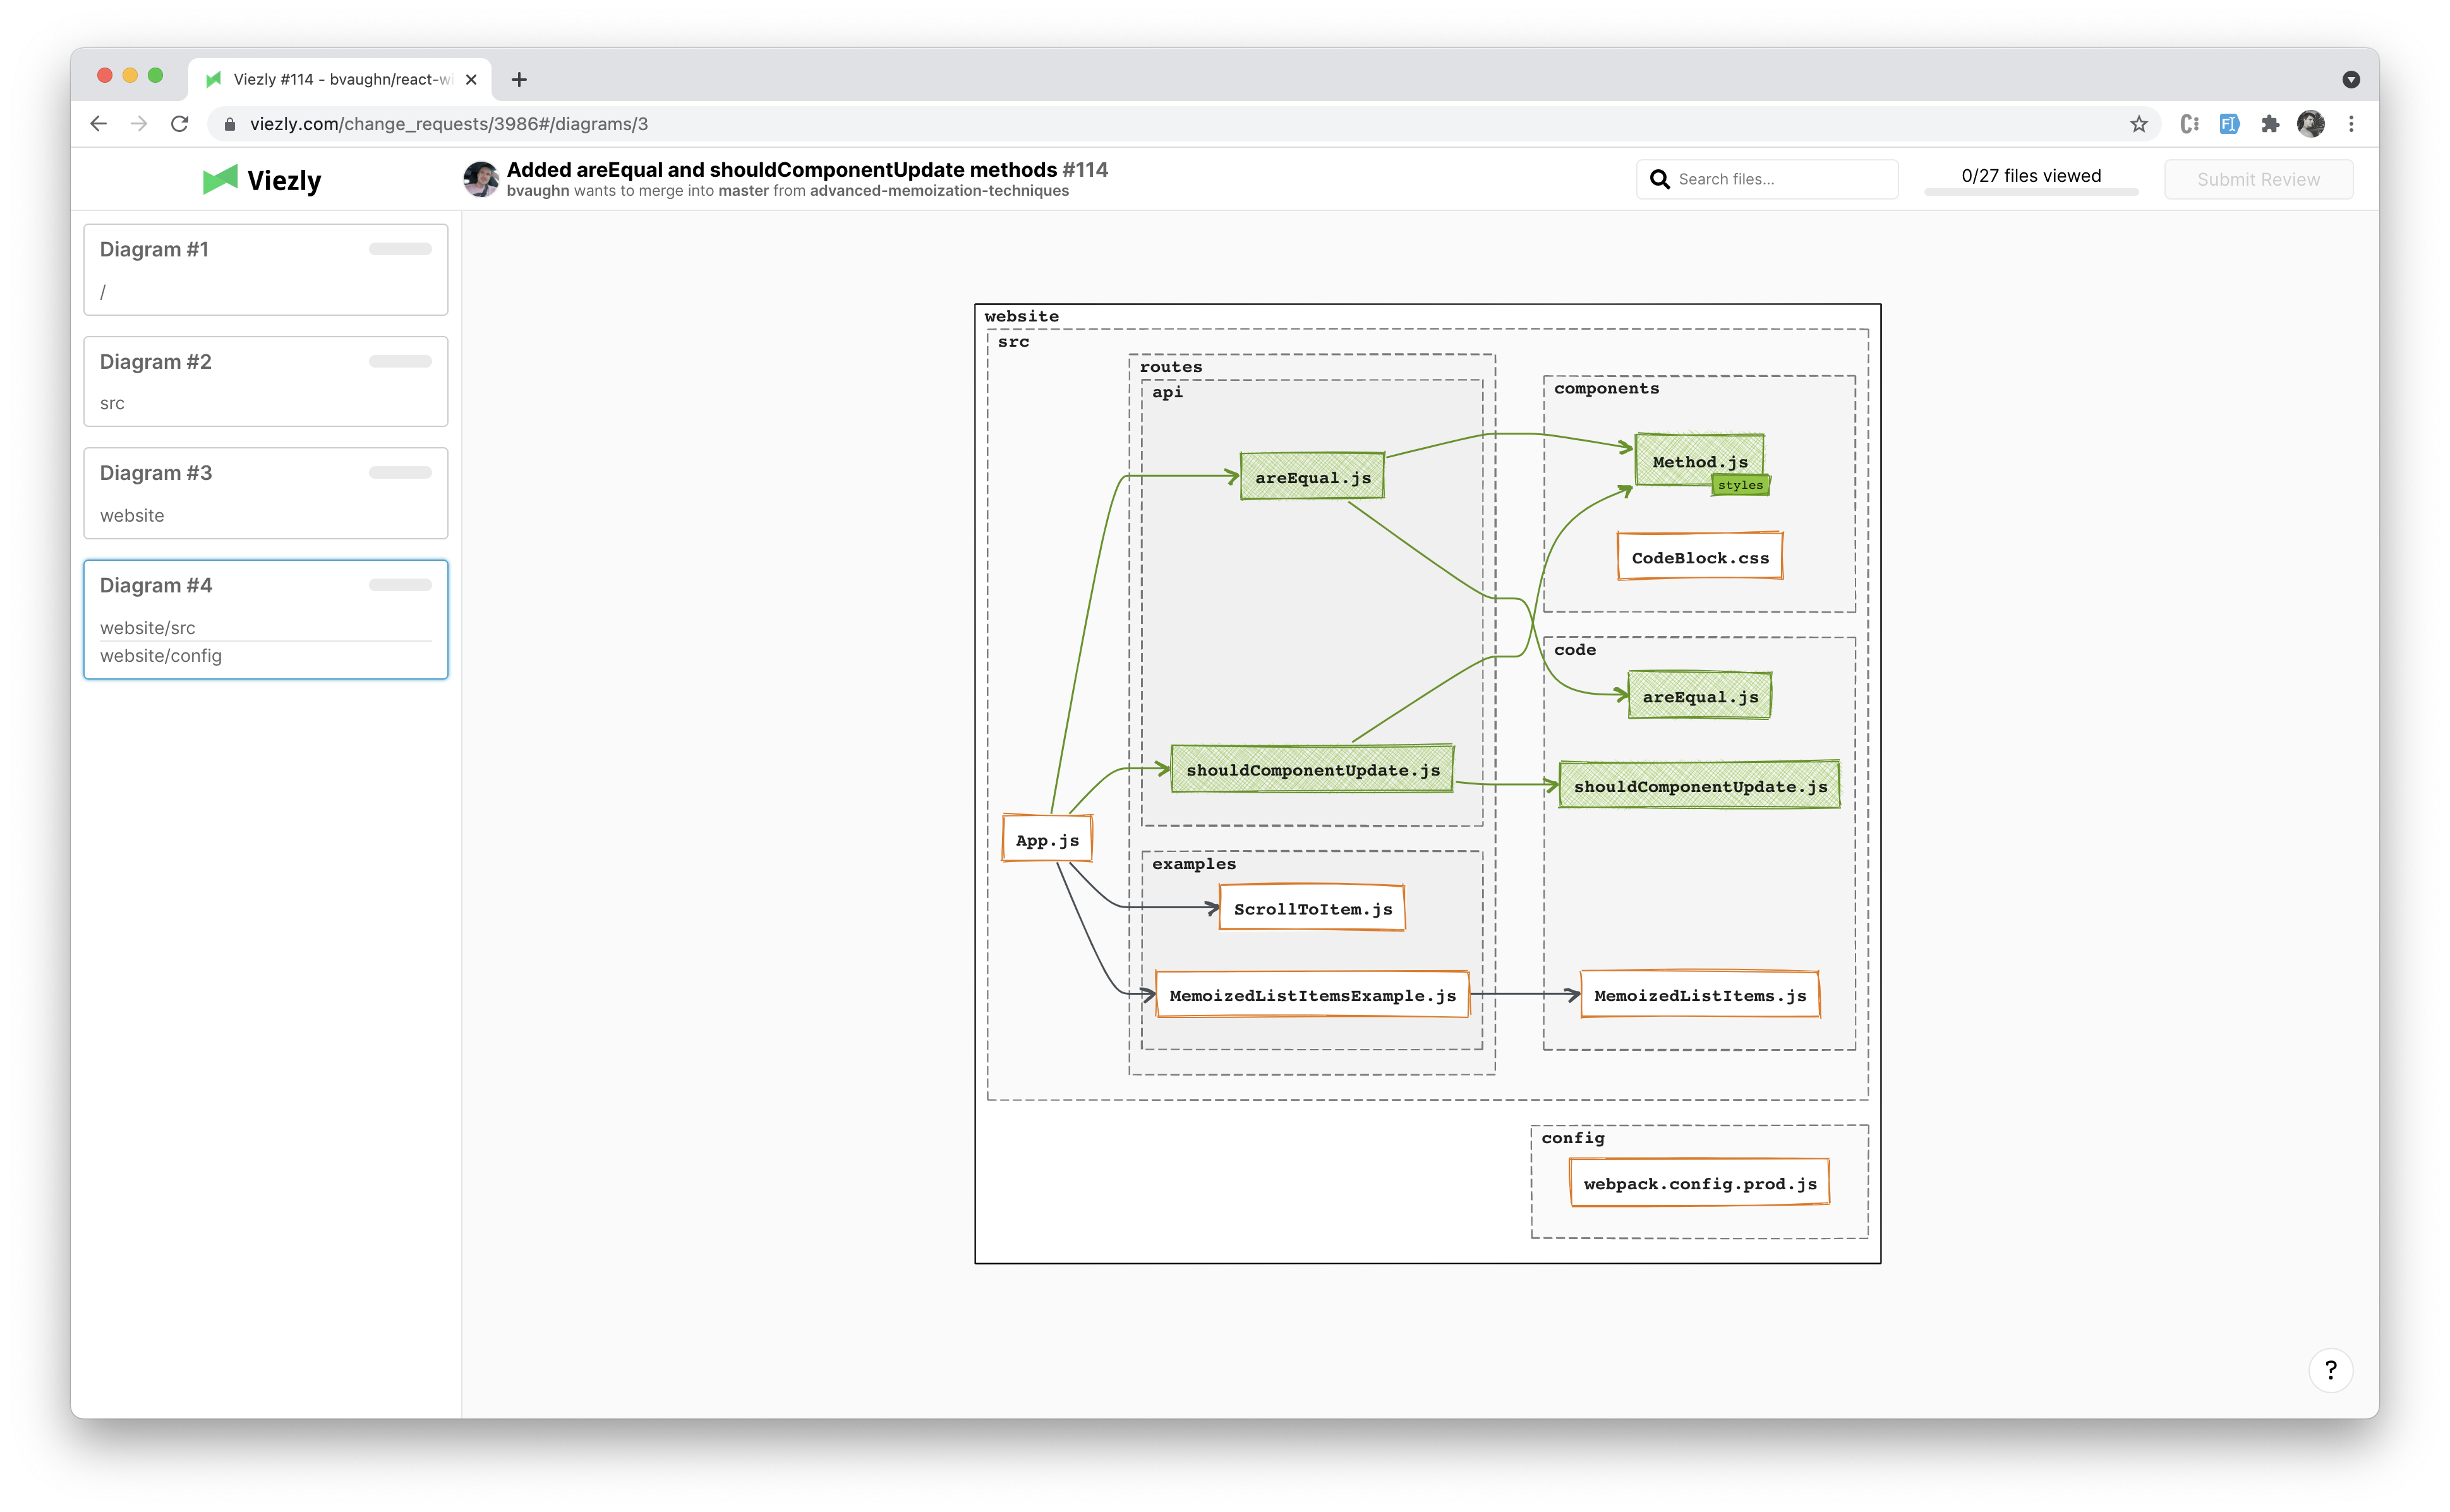 Viezly #114 - bvaughn/react-wi
viezly.com/change_requests/3986#/diagrams/3
Viezly
Added areEqual and shouldComponentUpdate methods #114
bvaughn wants to merge into master from advanced-memoization-techniques
Search files...
0/27 files viewed
Submit Review
Diagram #1
/
Diagram #2
src
Diagram #3
website
Diagram #4
website/src
website/config
website
src
routes
api
areEqual.js
shouldComponentUpdate.js
App.js
examples
ScrollToItem.js
MemoizedListItemsExample.js
components
Method.js
styles
CodeBlock.css
code
areEqual.js
shouldComponentUpdate.js
MemoizedListItems.js
config
webpack.config.prod.js
?